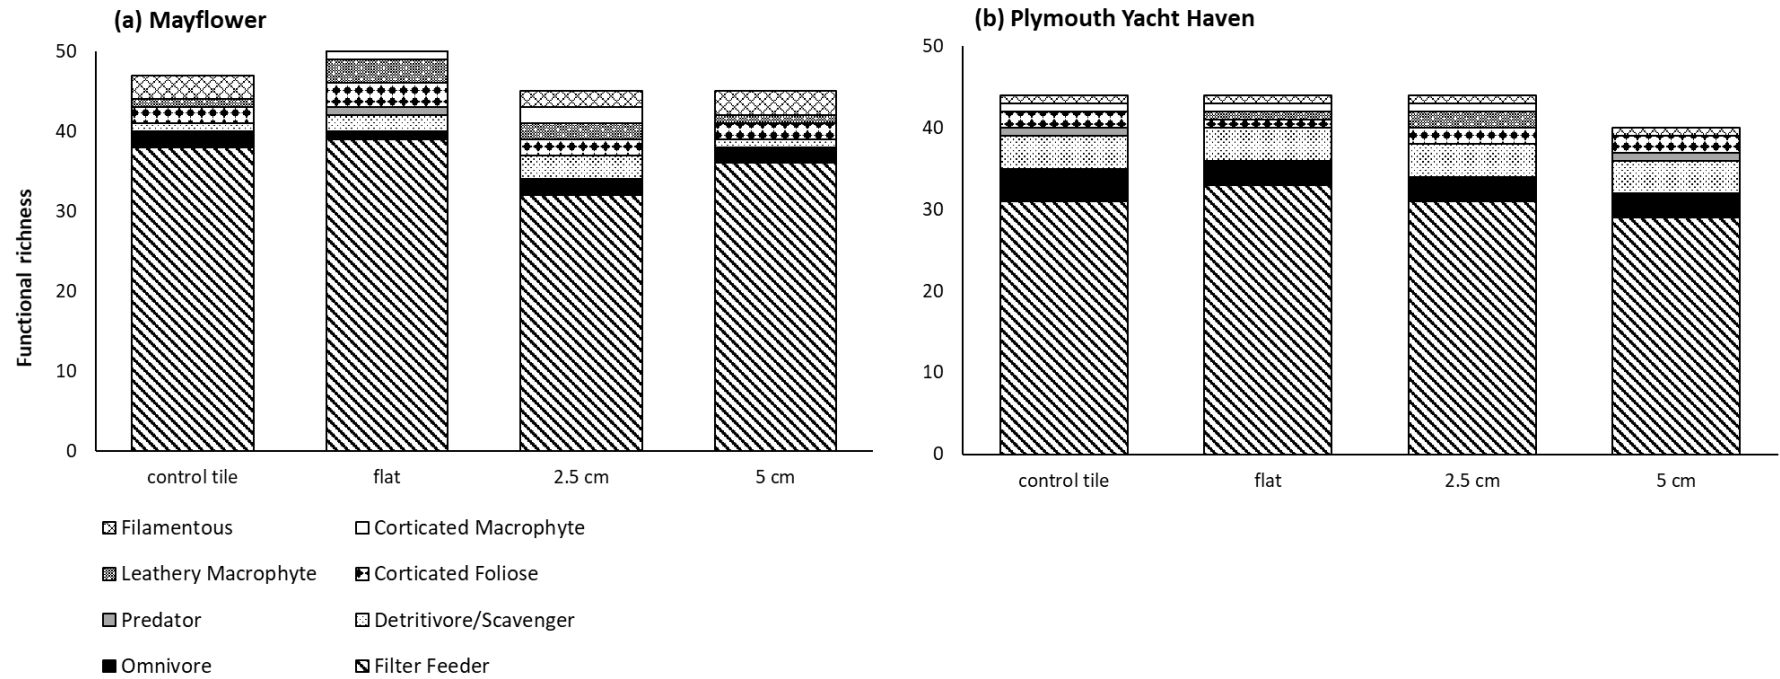 (a) Mayflower
Functional richness
50
40
30
20
10
0
control tile flat 2.5 cm 5 cm
Filamentous Corticated Macrophyte
Leathery Macrophyte Corticated Foliose
Predator Detritivore/Scavenger
Omnivore Filter Feeder
(b) Plymouth Yacht Haven
50
40
30
20
10
0
control tile flat 2.5 cm 5 cm